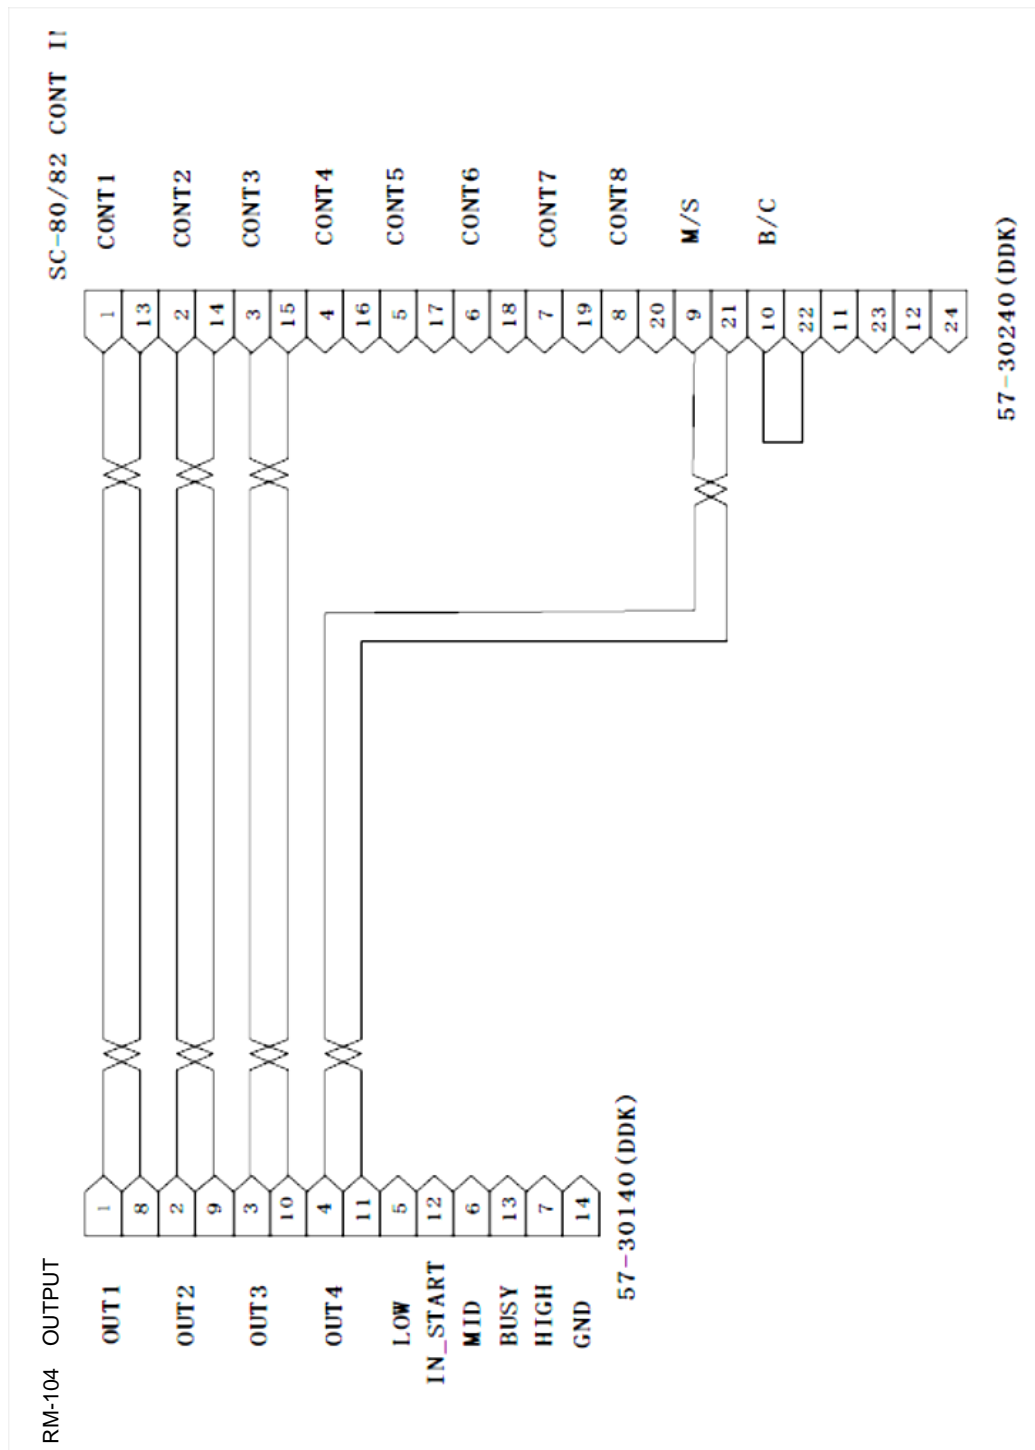 RM-104 OUTPUT
OUT1
OUT2
OUT3
OUT4
LOW
IN_START
MID
BUSY
HIGH
GND
1
8
2
9
3
10
4
11
5
12
6
13
7
14
57-30140(DDK)
SC-80/82 CONT
1
13
2
14
3
15
4
16
5
17
6
18
7
19
8
20
9
21
10
22
11
23
12
24
CONT1
CONT2
CONT3
CONT4
CONT5
CONT6
CONT7
CONT8
M/S
B/C
57-30240(DDK)